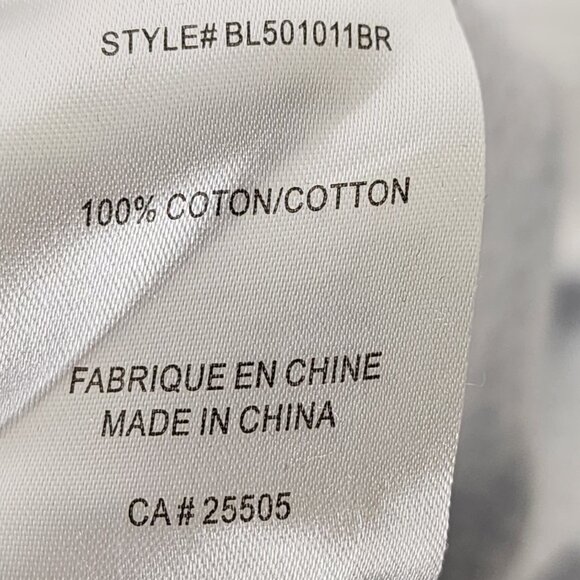 STYLE# BL501011BR
100% COTON/COTTON
FABRIQUE EN CHINE
MADE IN CHINA
CA # 25505